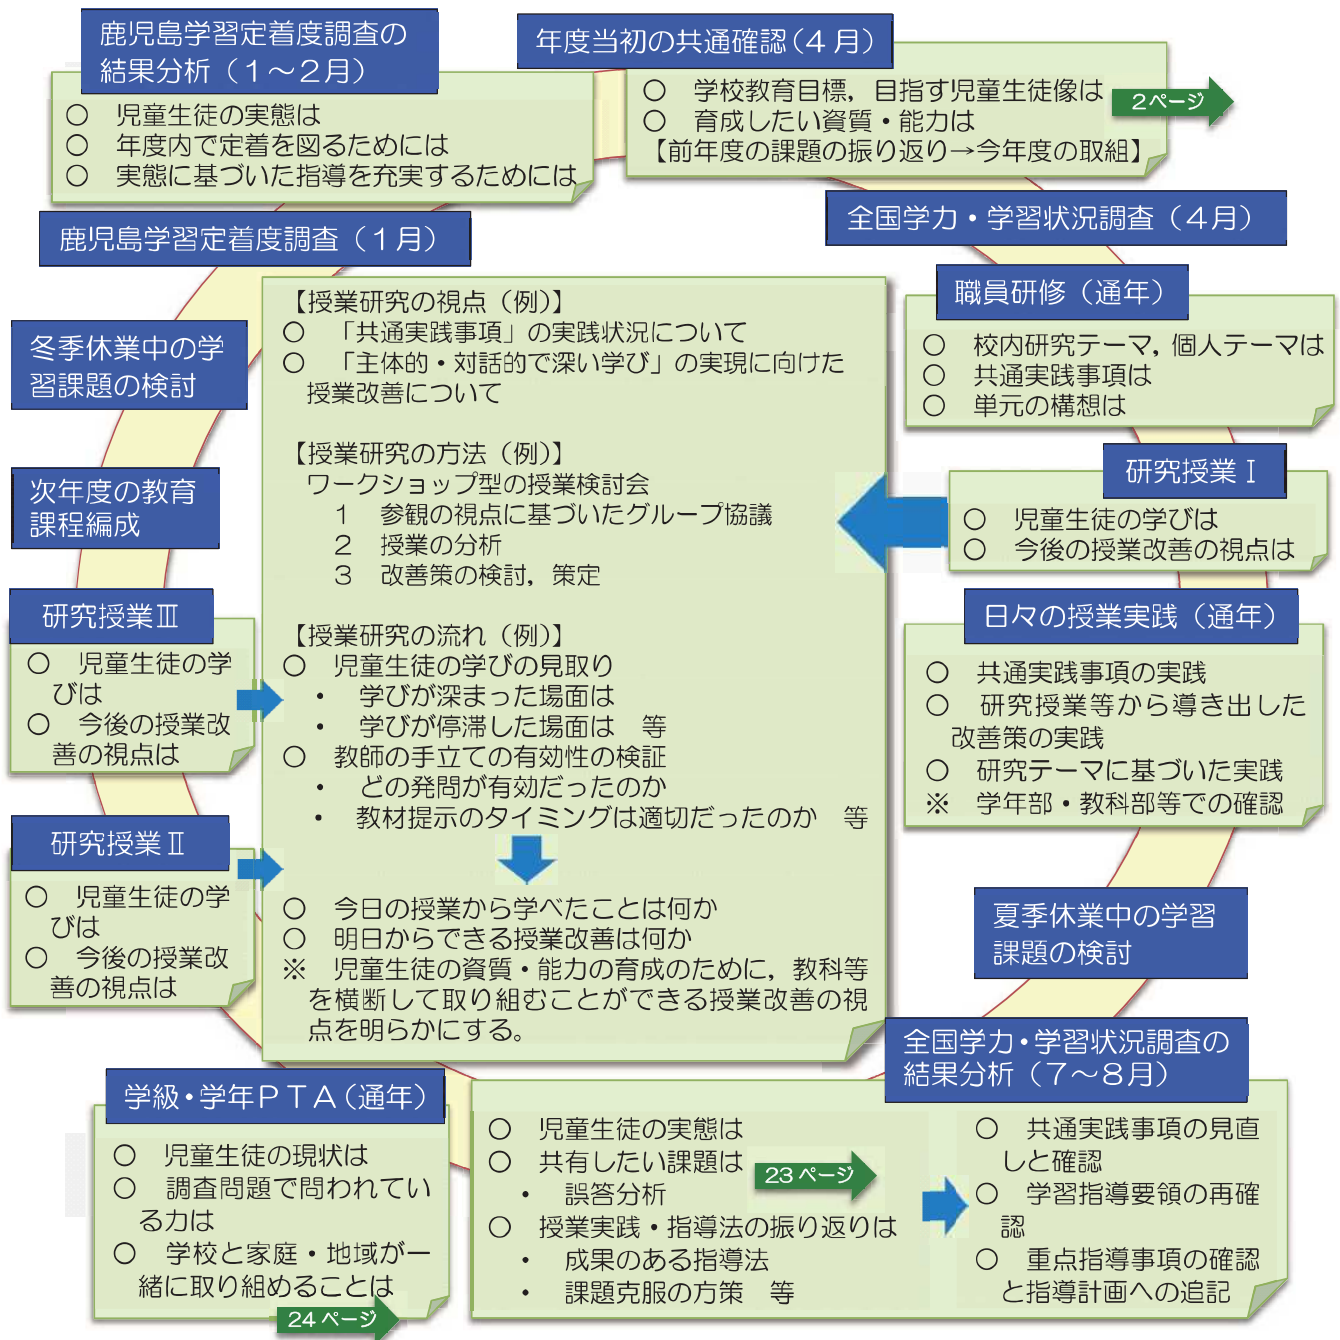 年度当初の共通確認（４月）
○　学校教育目標，目指す児童生徒像は
○　育成したい資質・能力は
【前年度の課題の振り返り→今年度の取組】
２ページ
全国学力・学習状況調査（４月）
職員研修（通年）
○　校内研究テーマ，個人テーマは
○　共通実践事項は
○　単元の構想は
研究授業Ⅰ
○　児童生徒の学びは
○　今後の授業改善の視点は
日々の授業実践（通年）
○　共通実践事項の実践
○　研究授業等から導き出した
改善策の実践
○　研究テーマに基づいた実践
※　学年部・教科部等での確認
夏季休業中の学習
課題の検討
全国学力・学習状況調査の
結果分析（７～８月）
○　児童生徒の実態は
○　共有したい課題は
・　誤答分析
23 ページ
○　授業実践・指導法の振り返りは
・　成果のある指導法
・　課題克服の方策　等
○　共通実践事項の見直
しと確認
○　学習指導要領の再確
認
○　重点指導事項の確認
と指導計画への追記
学級・学年ＰＴＡ（通年）
○　児童生徒の現状は
○　調査問題で問われてい
る力は
○　学校と家庭・地域が一
緒に取り組めることは
24 ページ
研究授業Ⅱ
○　児童生徒の学
びは
○　今後の授業改
善の視点は
研究授業Ⅲ
○　児童生徒の学
びは
○　今後の授業改
善の視点は
次年度の教育
課程編成
冬季休業中の学
習課題の検討
鹿児島学習定着度調査（１月）
鹿児島学習定着度調査の
結果分析（１～２月）
○　児童生徒の実態は
○　年度内で定着を図るためには
○　実態に基づいた指導を充実するためには
【授業研究の視点（例）】
○　「共通実践事項」の実践状況について
○　「主体的・対話的で深い学び」の実現に向けた
授業改善について
【授業研究の方法（例）】
ワークショップ型の授業検討会
１　参観の視点に基づいたグループ協議
２　授業の分析
３　改善策の検討，策定
【授業研究の流れ（例）】
○　児童生徒の学びの見取り
・　学びが深まった場面は
・　学びが停滞した場面は　等
○　教師の手立ての有効性の検証
・　どの発問が有効だったのか
・　教材提示のタイミングは適切だったのか　等
○　今日の授業から学べたことは何か
○　明日からできる授業改善は何か
※　児童生徒の資質・能力の育成のために，教科等
を横断して取り組むことができる授業改善の視
点を明らかにする。